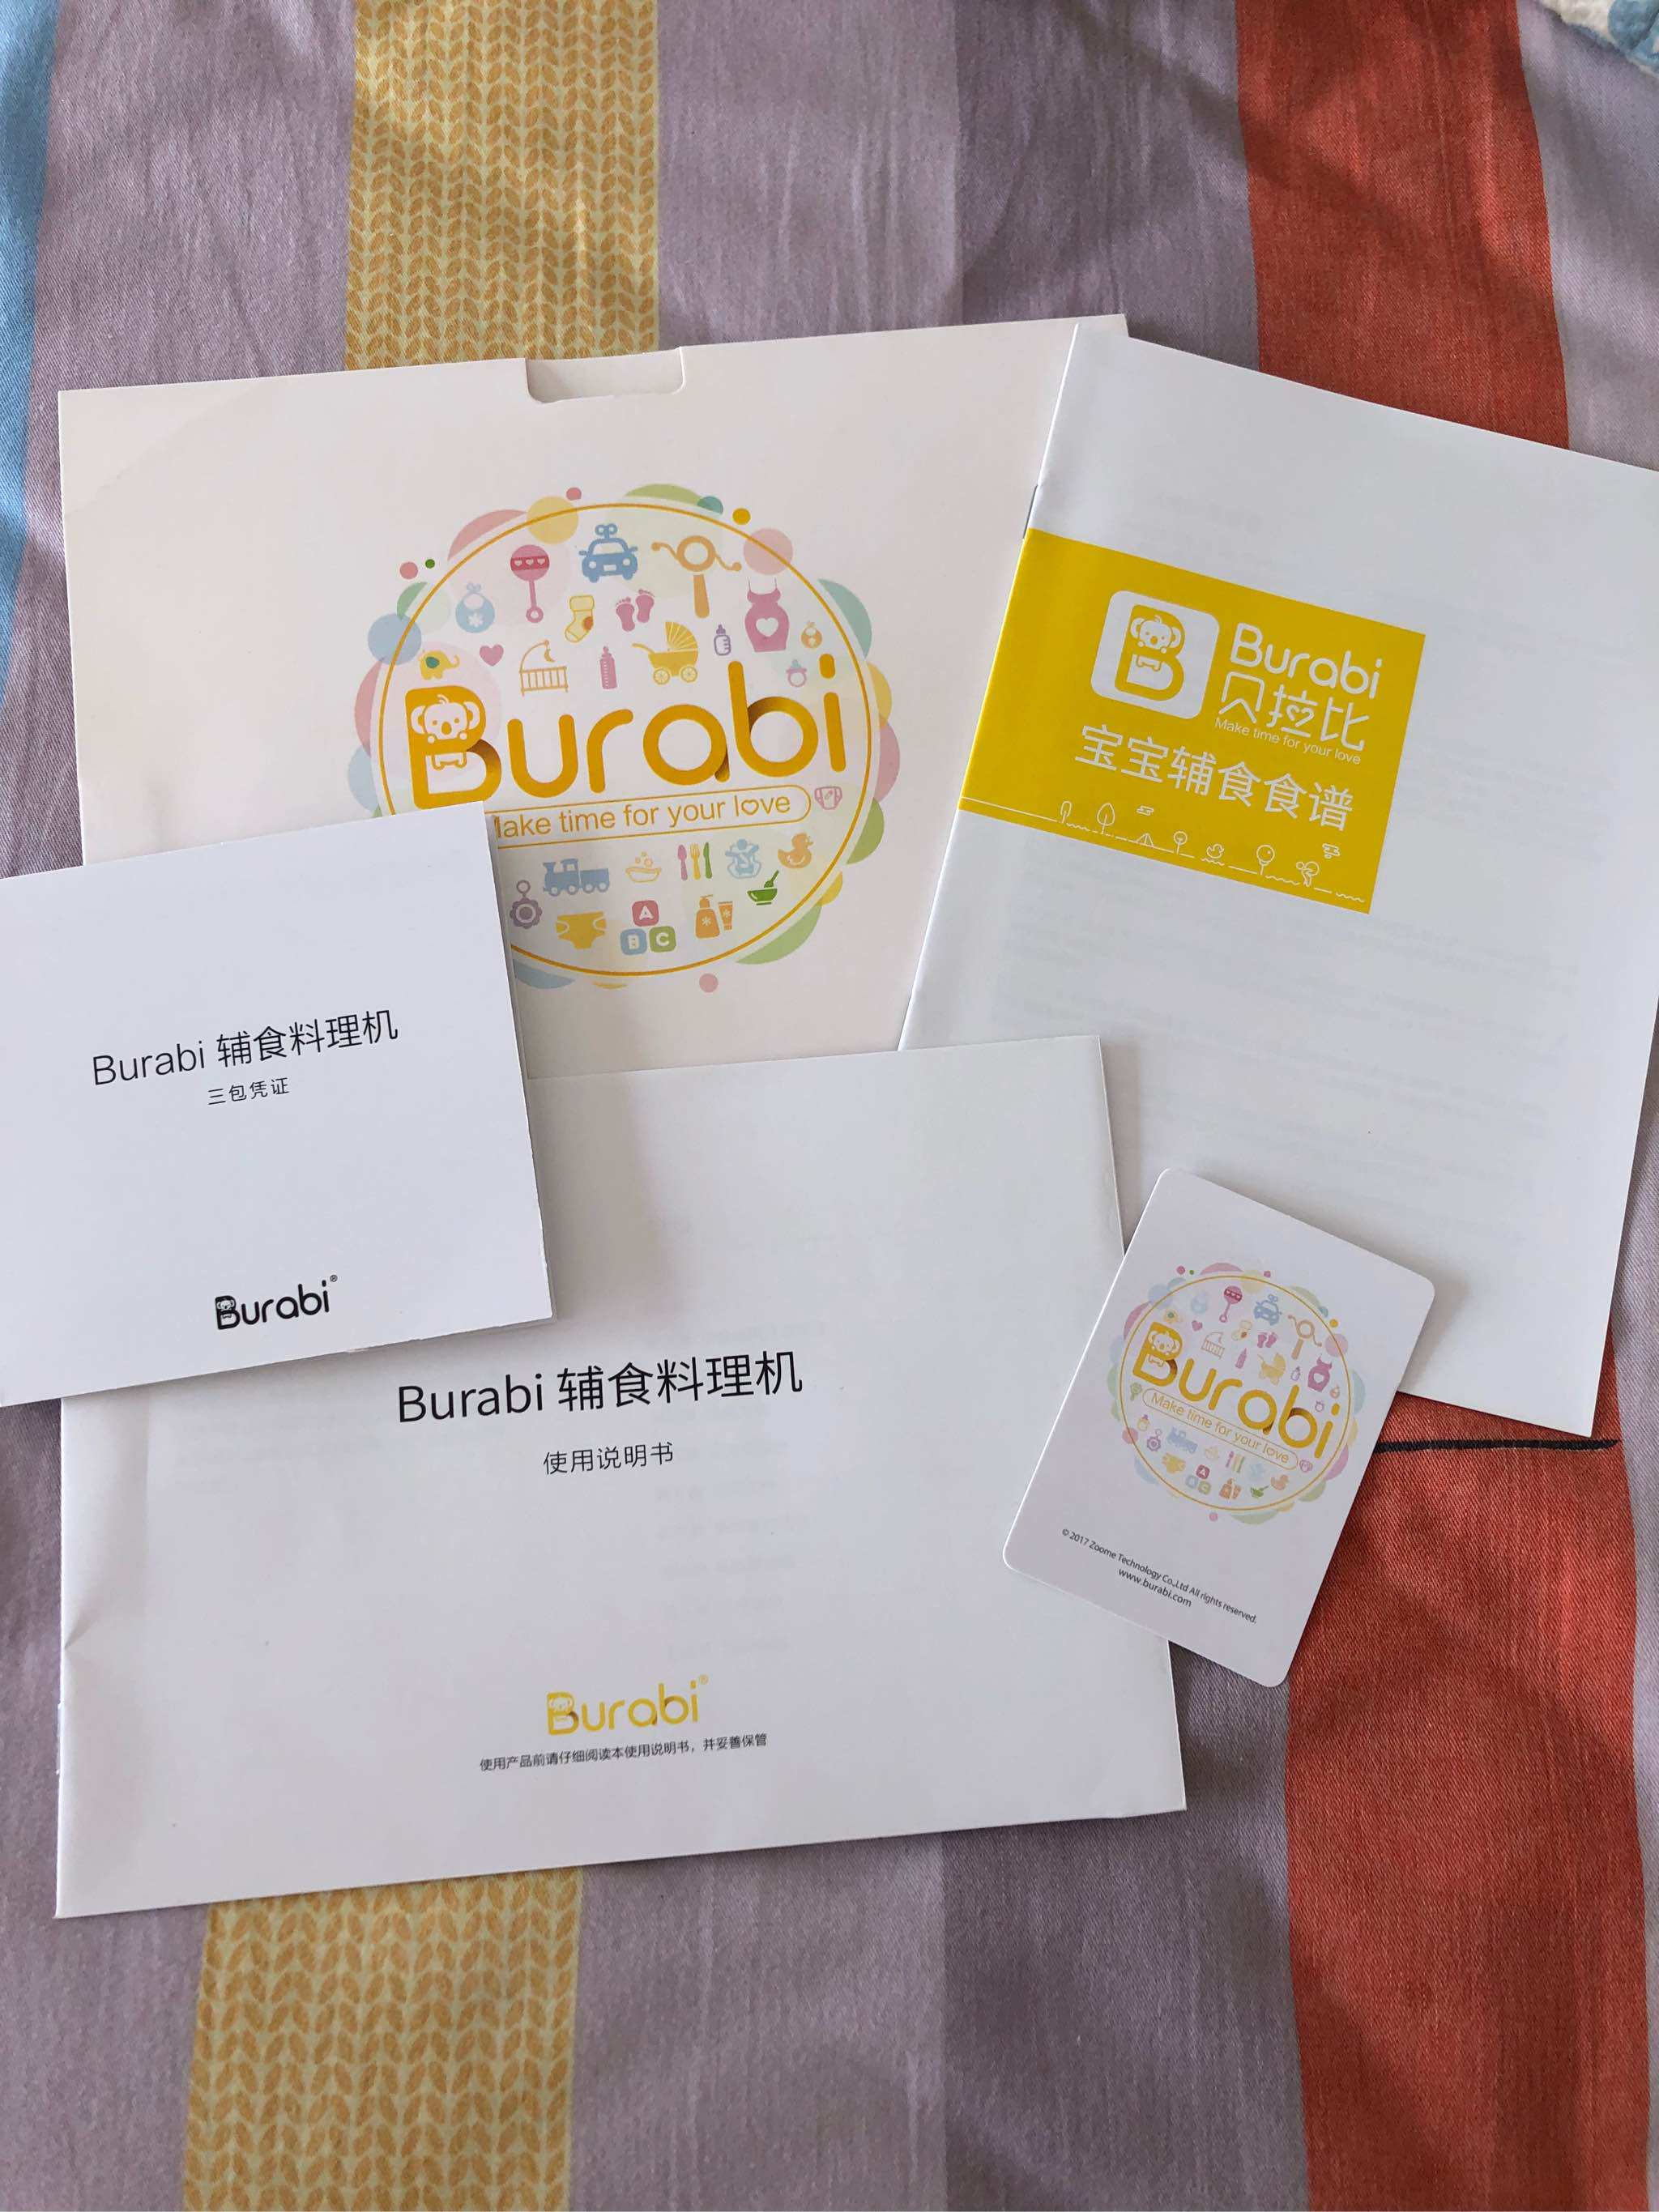 Burabi
Make time for your love
A
B C
Burabi
贝拉比
Make time for your love
宝宝辅食食谱
Burabi 辅食料理机
三包凭证
Burabi®
Burabi 辅食料理机
使用说明书
Burabi®
使用产品前请仔细阅读本使用说明书，并妥善保管
Burabi
Make time for your love
A
B C
© 2017 Zoome Technology Co.,Ltd All rights reserved.
www.burabi.com